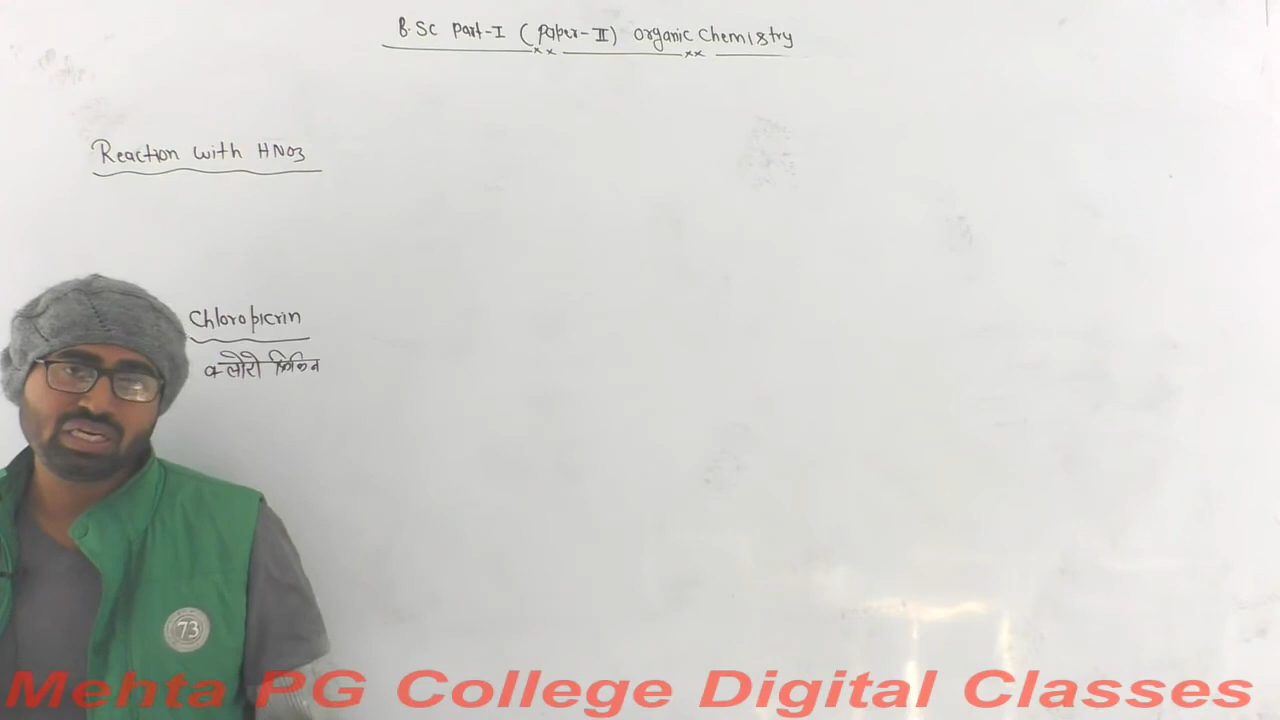 B.Sc Part-I (Paper-II) Organic Chemistry
Reaction with HNO3
Chloropicrin
क्लोरो
73
Mehta PG College Digital Classes